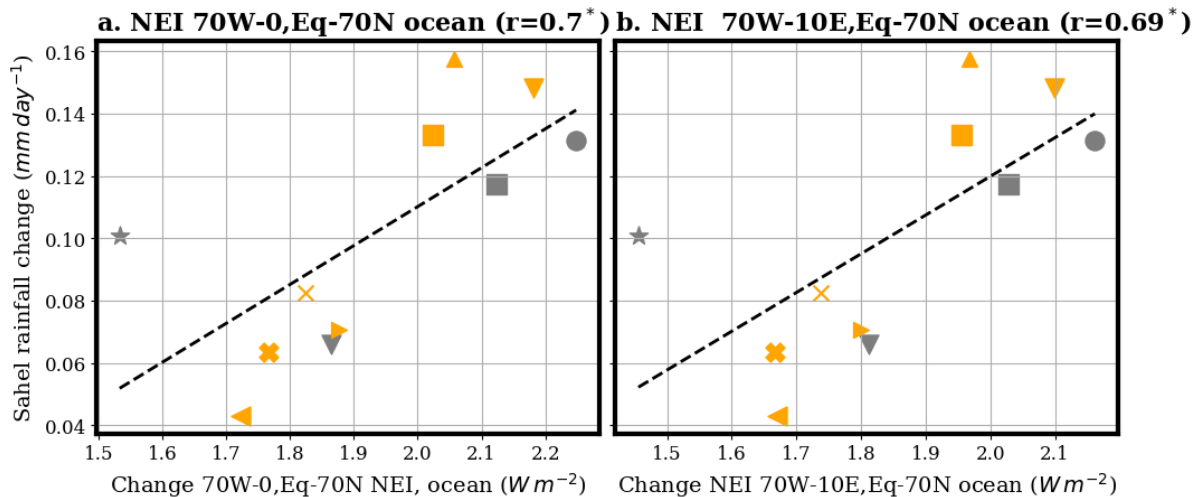 a. NEI 70W-0,Eq-70N ocean (r=0.7*)
b. NEI  70W-10E,Eq-70N ocean (r=0.69*)
Sahel rainfall change (mm day⁻¹)
0.16
0.14
0.12
0.10
0.08
0.06
0.04
1.5 1.6 1.7 1.8 1.9 2.0 2.1 2.2
1.5 1.6 1.7 1.8 1.9 2.0 2.1
Change 70W-0,Eq-70N NEI, ocean (W m⁻²)
Change NEI 70W-10E,Eq-70N ocean (W m⁻²)